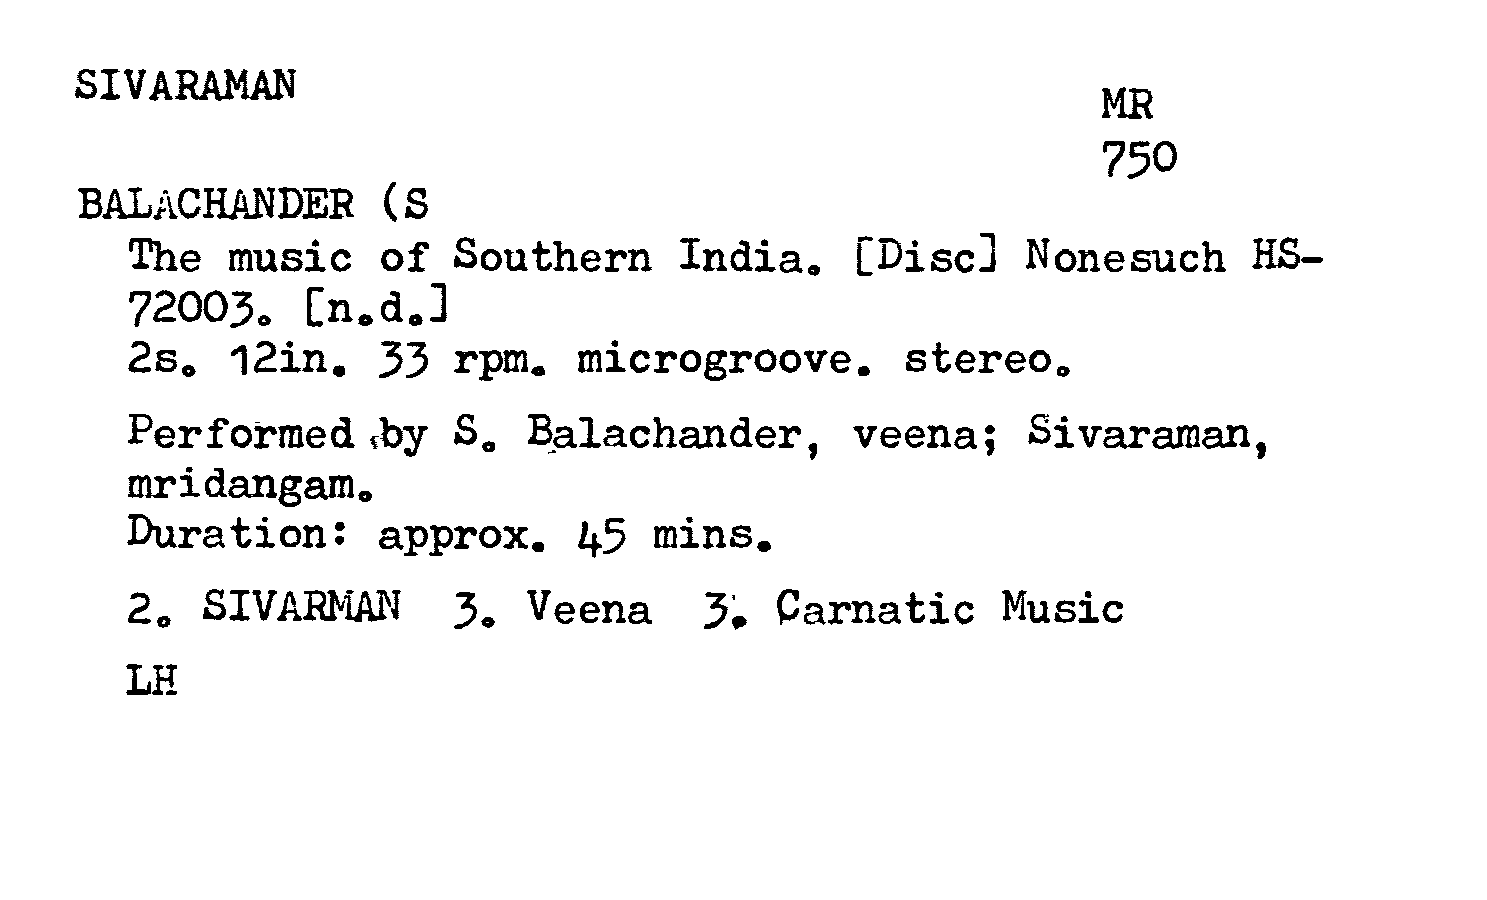 SIVARAMAN
MR
750
BALACHANDER (S
The music of Southern India. [Disc] Nonesuch HS-
72003. [n.d.]
2s. 12in. 33 rpm. microgroove. stereo.
Performed by S. Balachander, veena; Sivaraman,
mridangam.
Duration: approx. 45 mins.
2. SIVARMAN 3. Veena 3. Carnatic Music
LH